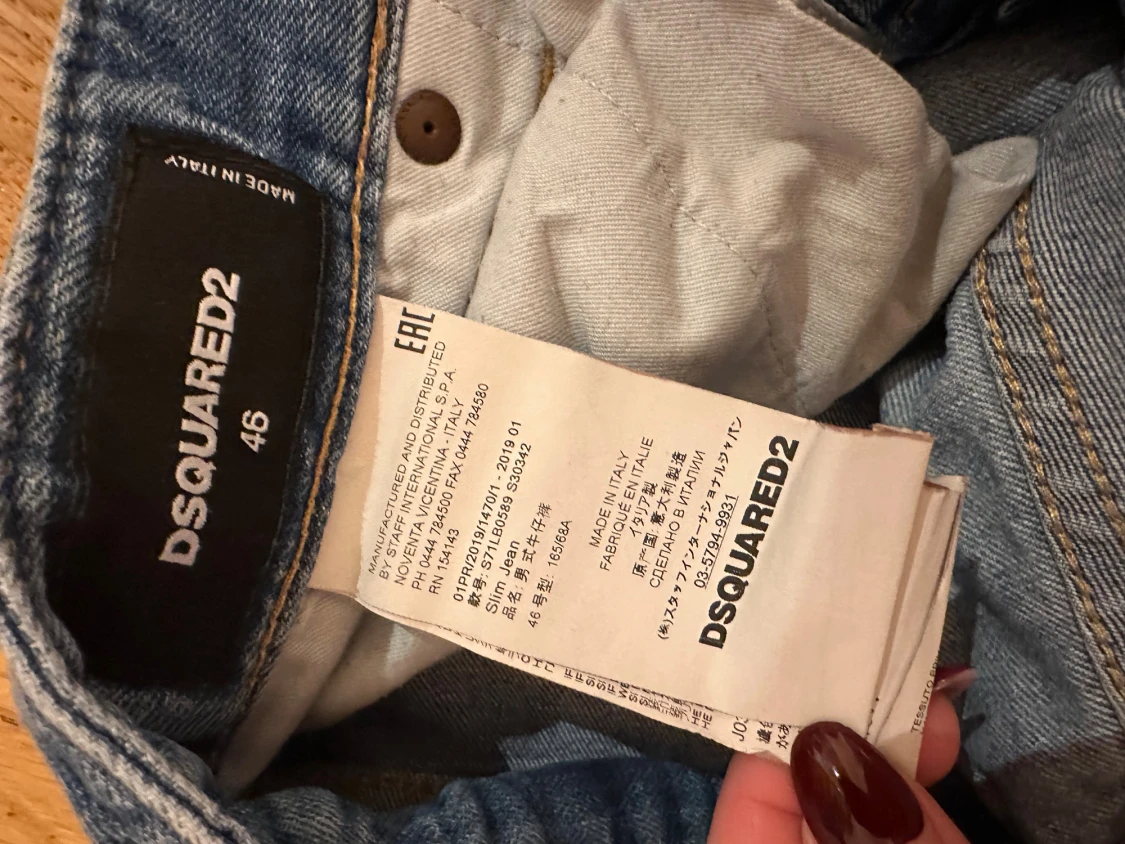 MADE IN ITALY
DSQUARED2
46
EAC
MANUFACTURED AND DISTRIBUTED
BY STAFF INTERNATIONAL S.P.A.
NOVENTA VICENTINA - ITALY
PH 0444 784500 FAX 0444 784580
RN 154143
01PR/2019/1470H - 2019 01
款号: S71LB0589 S30342
Slim Jean
品名: 男 式牛仔裤
46 号型: 165/68A
MADE IN ITALY
FABRIQUÉ EN ITALIE
イタリア製
原产国: 意大利制造
СДЕЛАНО В ИТАЛИИ
(株)スタッフインターナショナルジャパン
03-5794-9931
DSQUARED2
TESSUTO